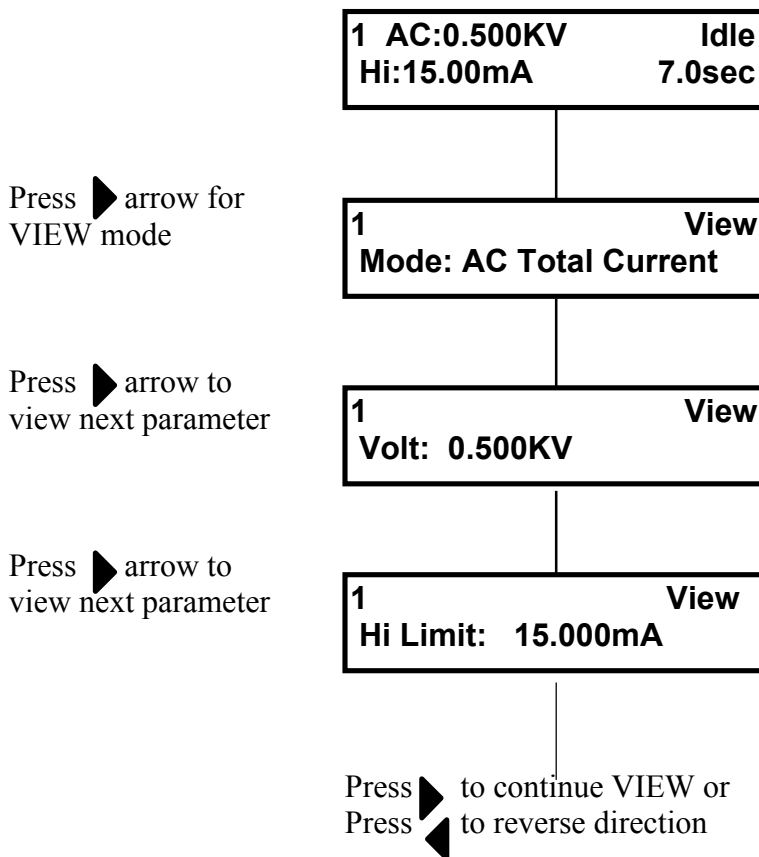 1 AC:0.500KV Idle
Hi:15.00mA 7.0sec
Press arrow for
VIEW mode
1 View
Mode: AC Total Current
Press arrow to
view next parameter
1 View
Volt: 0.500KV
Press arrow to
view next parameter
1 View
Hi Limit: 15.000mA
Press to continue VIEW or
Press to reverse direction